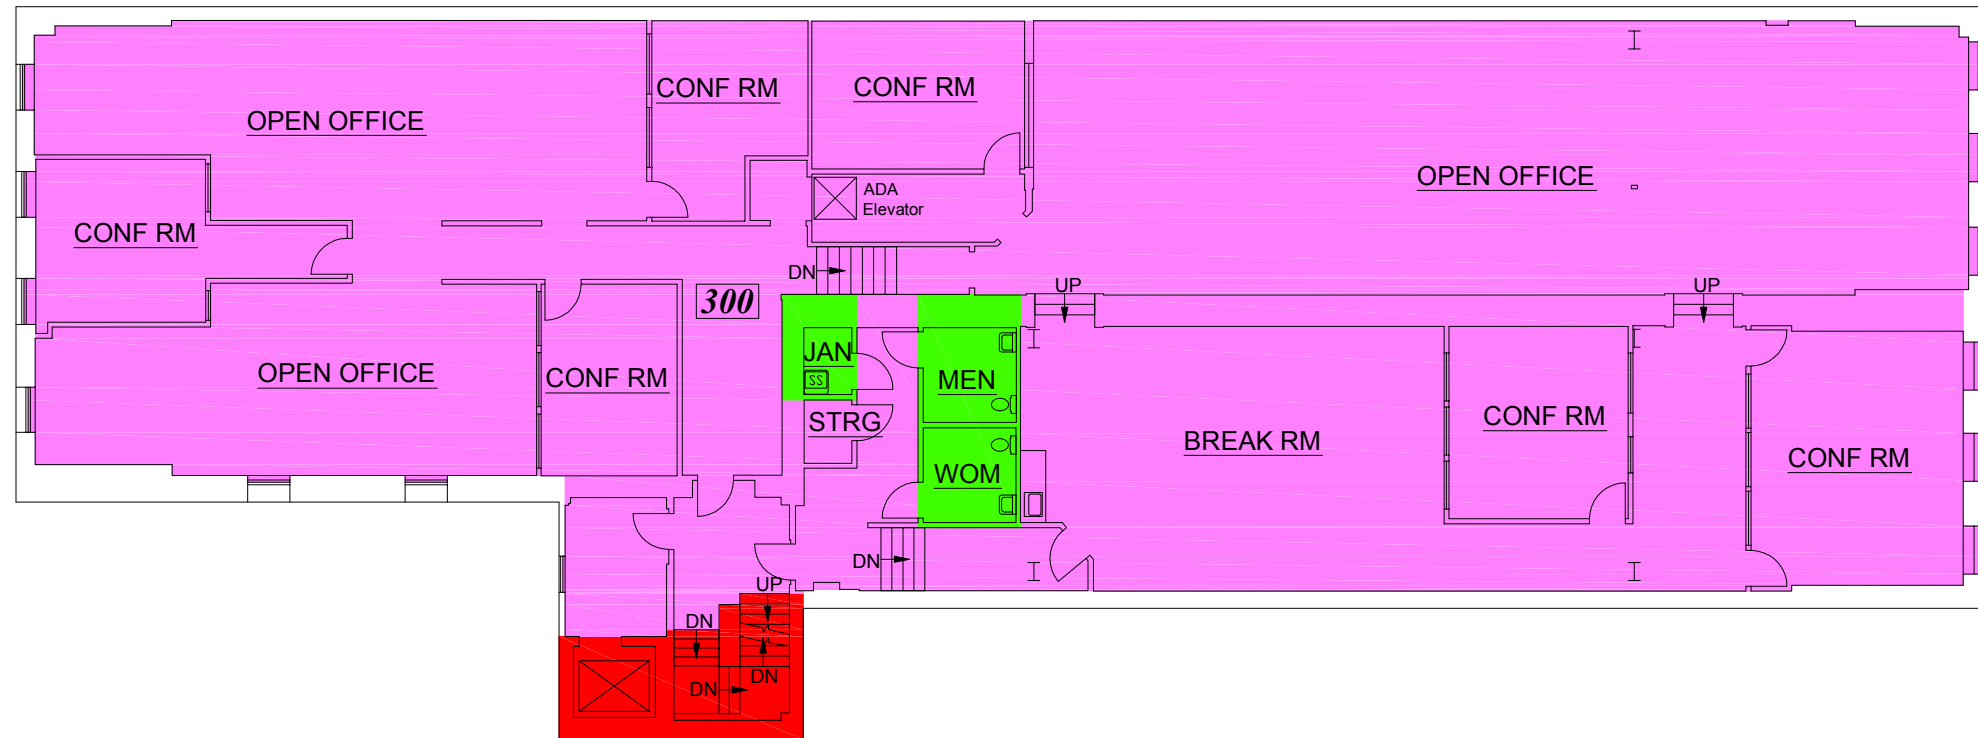 CONF RM
CONF RM
OPEN OFFICE
OPEN OFFICE
ADA
Elevator
CONF RM
DN
UP
UP
300
JAN
SS
MEN
OPEN OFFICE
CONF RM
STRG
CONF RM
BREAK RM
CONF RM
WOM
DN
UP
DN
DN
DN